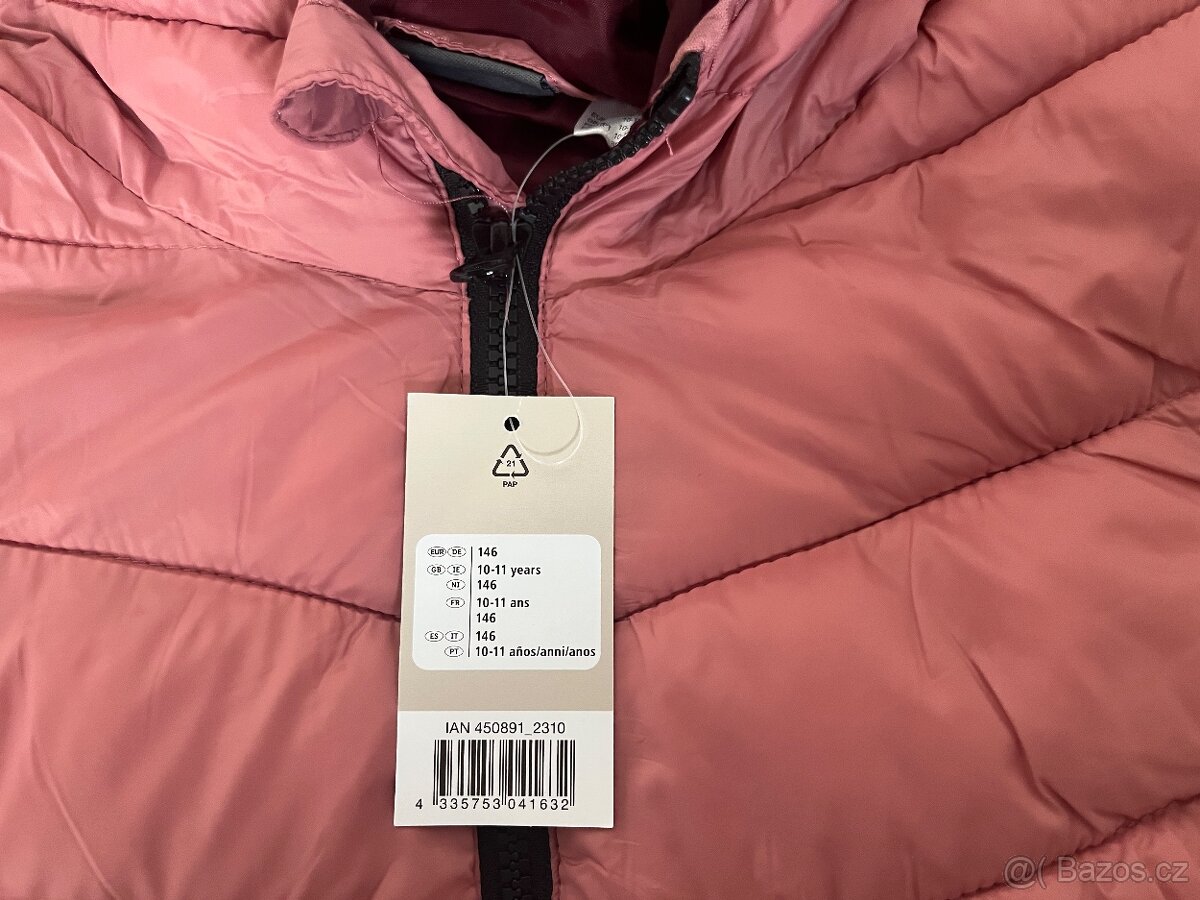 21
PAP
EUR DE 146
GB IE 10-11 years
NI 146
FR 10-11 ans
146
ES IT 146
PT 10-11 años/anni/anos
IAN 450891_2310
4 335753 041632
@( Bazos.cz